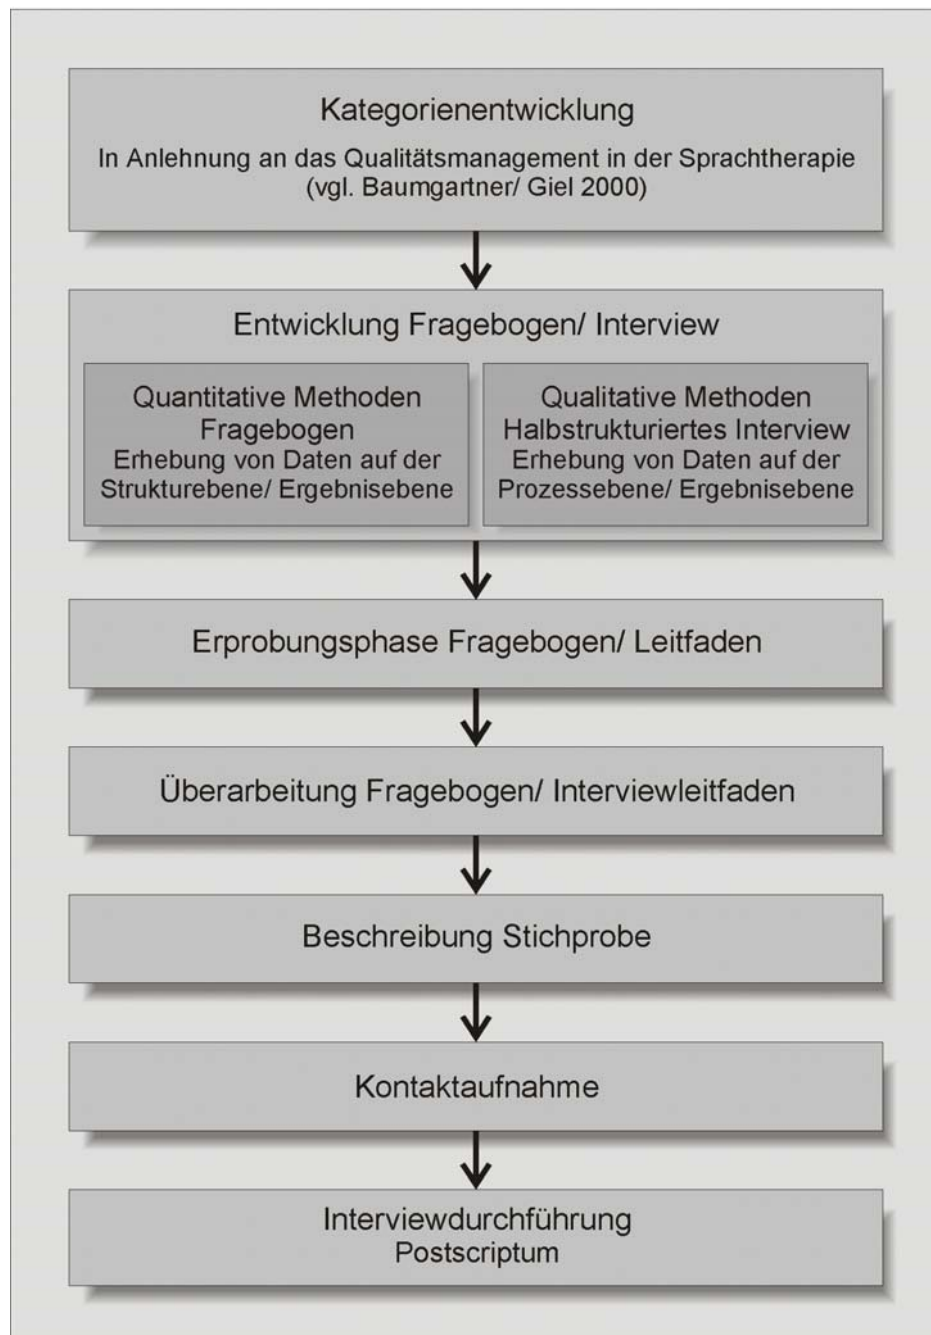 Kategorienentwicklung
In Anlehnung an das Qualitätsmanagement in der Sprachtherapie
(vgl. Baumgartner/ Giel 2000)
Entwicklung Fragebogen/ Interview
Quantitative Methoden
Fragebogen
Erhebung von Daten auf der
Strukturebene/ Ergebnisebene
Qualitative Methoden
Halbstrukturiertes Interview
Erhebung von Daten auf der
Prozessebene/ Ergebnisebene
Erprobungsphase Fragebogen/ Leitfaden
Überarbeitung Fragebogen/ Interviewleitfaden
Beschreibung Stichprobe
Kontaktaufnahme
Interviewdurchführung
Postscriptum